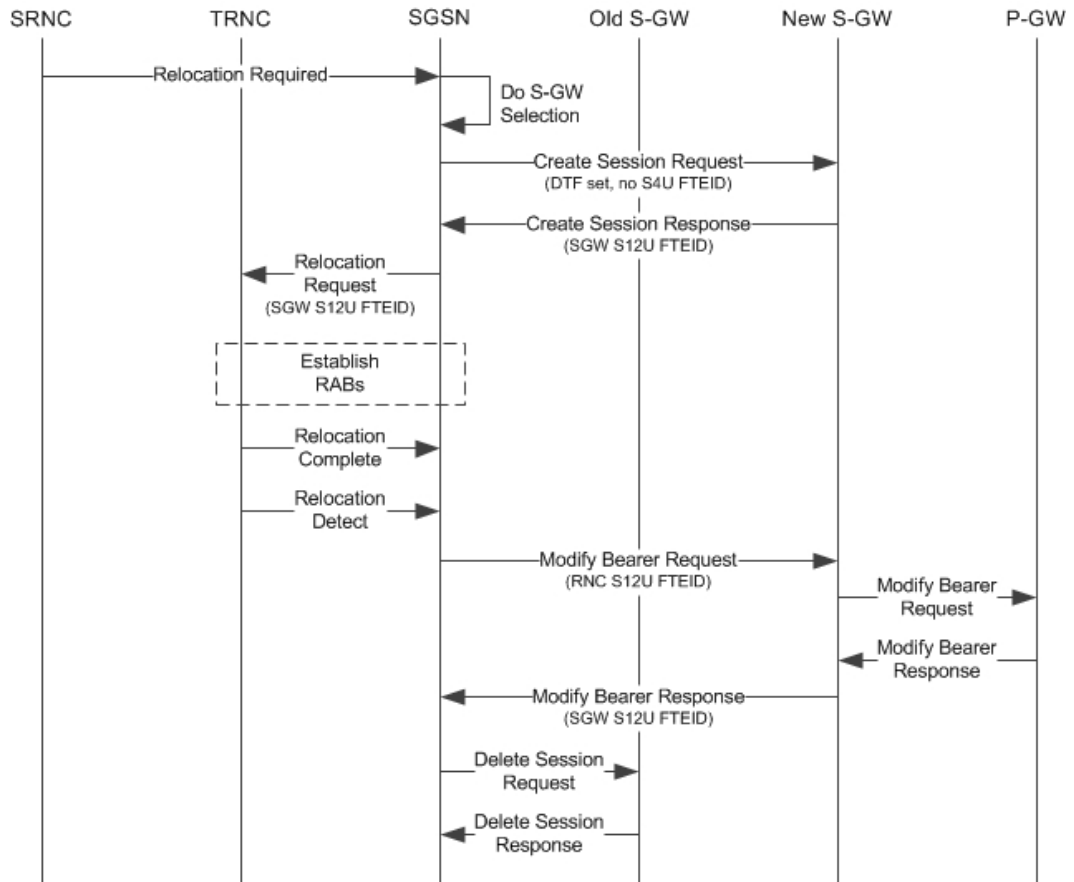 SRNC TRNC SGSN Old S-GW New S-GW P-GW
Relocation Required
Do S-GW
Selection
Create Session Request
(DTF set, no S4U FTEID)
Create Session Response
(SGW S12U FTEID)
Relocation
Request
(SGW S12U FTEID)
Establish
RABs
Relocation
Complete
Relocation
Detect
Modify Bearer Request
(RNC S12U FTEID)
Modify Bearer
Request
Modify Bearer
Response
Modify Bearer Response
(SGW S12U FTEID)
Delete Session
Request
Delete Session
Response